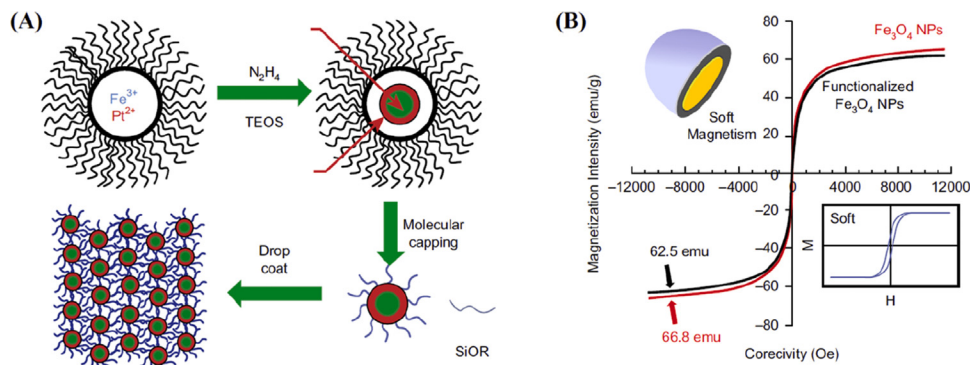 (A)
N₂H₄
TEOS
Fe³⁺
Pt²⁺
Molecular
capping
Drop
coat
SiOR
(B)
Magnetization Intensity (emu/g)
80
60
40
20
0
−20
−40
−60
−80
−12000 −8000 −4000 0 4000 8000 12000
Fe₃O₄ NPs
Functionalized
Fe₃O₄ NPs
Soft
Magnetism
62.5 emu
66.8 emu
Soft
M
H
Corecivity (Oe)